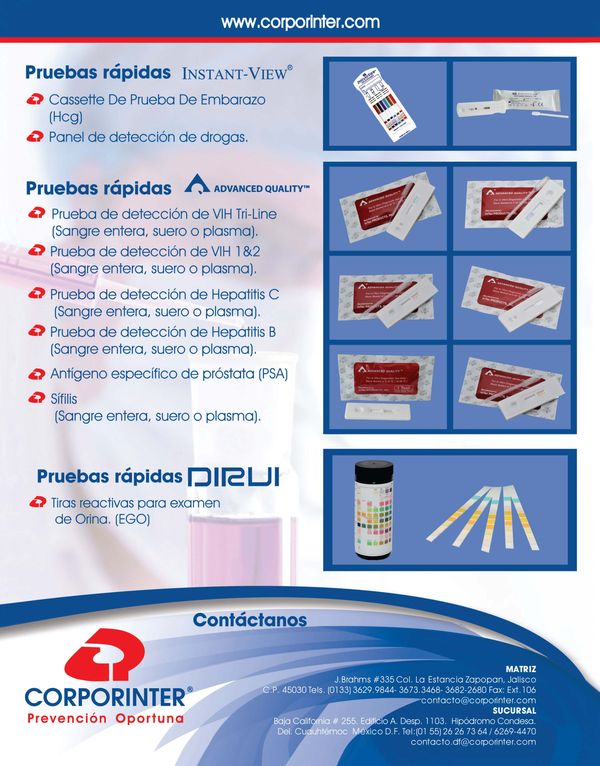 www.corporinter.com
Pruebas rápidas INSTANT-VIEW®
Cassette De Prueba De Embarazo
(Hcg)
Panel de detección de drogas.
Pruebas rápidas ADVANCED QUALITY™
Prueba de detección de VIH Tri-Line
(Sangre entera, suero o plasma).
Prueba de detección de VIH 1&2
(Sangre entera, suero o plasma).
Prueba de detección de Hepatitis C
(Sangre entera, suero o plasma).
Prueba de detección de Hepatitis B
(Sangre entera, suero o plasma).
Antígeno específico de próstata (PSA)
Sífilis
(Sangre entera, suero o plasma).
Pruebas rápidas DIRUI
Tiras reactivas para examen
de Orina. (EGO)
Contáctanos
CORPORINTER®
Prevención Oportuna
MATRIZ
J.Brahms #335 Col. La Estancia Zapopan, Jalisco
C.P. 45030 Tels. (0133) 3629.9844- 3673.3468- 3682-2680 Fax: Ext.106
contacto@corporinter.com
SUCURSAL
Baja California # 255. Edificio A. Desp. 1103. Hipódromo Condesa.
Del. Cuauhtémoc México D.F. Tel:(01 55) 26 26 73 64 / 6269-4470
contacto.df@corporinter.com